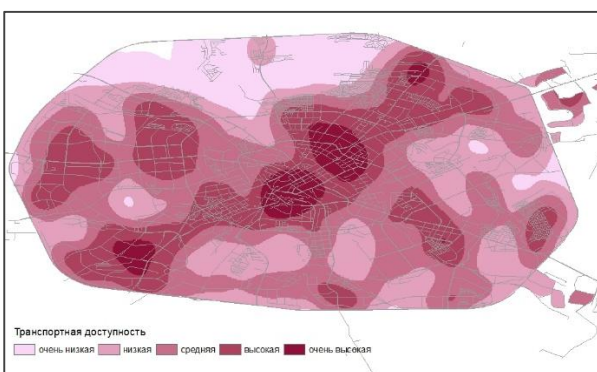 Транспортная доступность
очень низкая низкая средняя высокая очень высокая